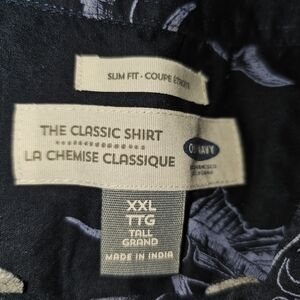 SLIM FIT - COUPE ÉTROITE
THE CLASSIC SHIRT
LA CHEMISE CLASSIQUE
OLD NAVY
XXL
TTG
TALL
GRAND
MADE IN INDIA